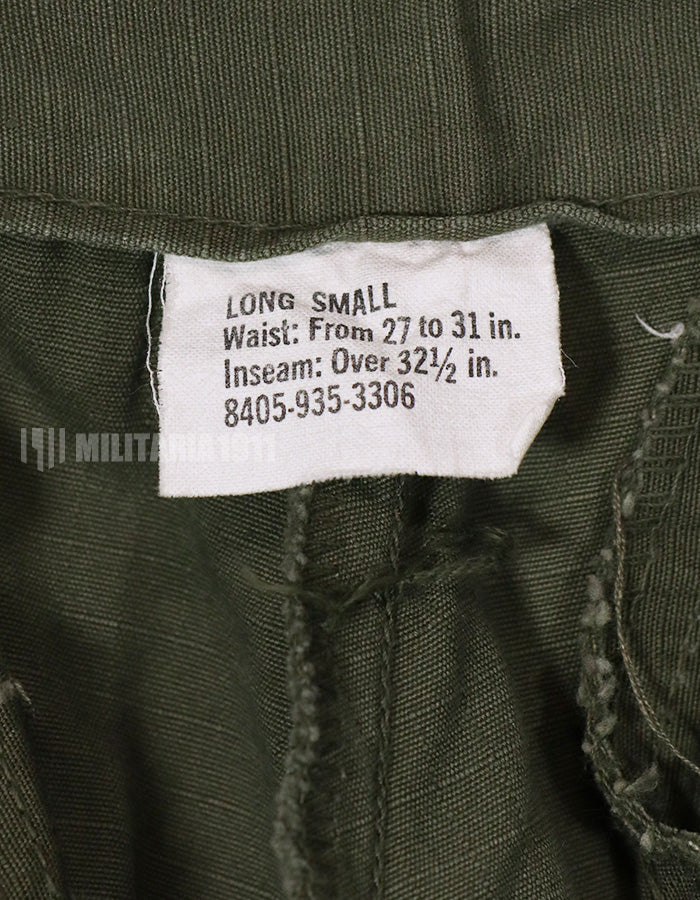 LONG SMALL
Waist: From 27 to 31 in.
Inseam: Over 32½ in.
8405-935-3306
MILITARIA1911